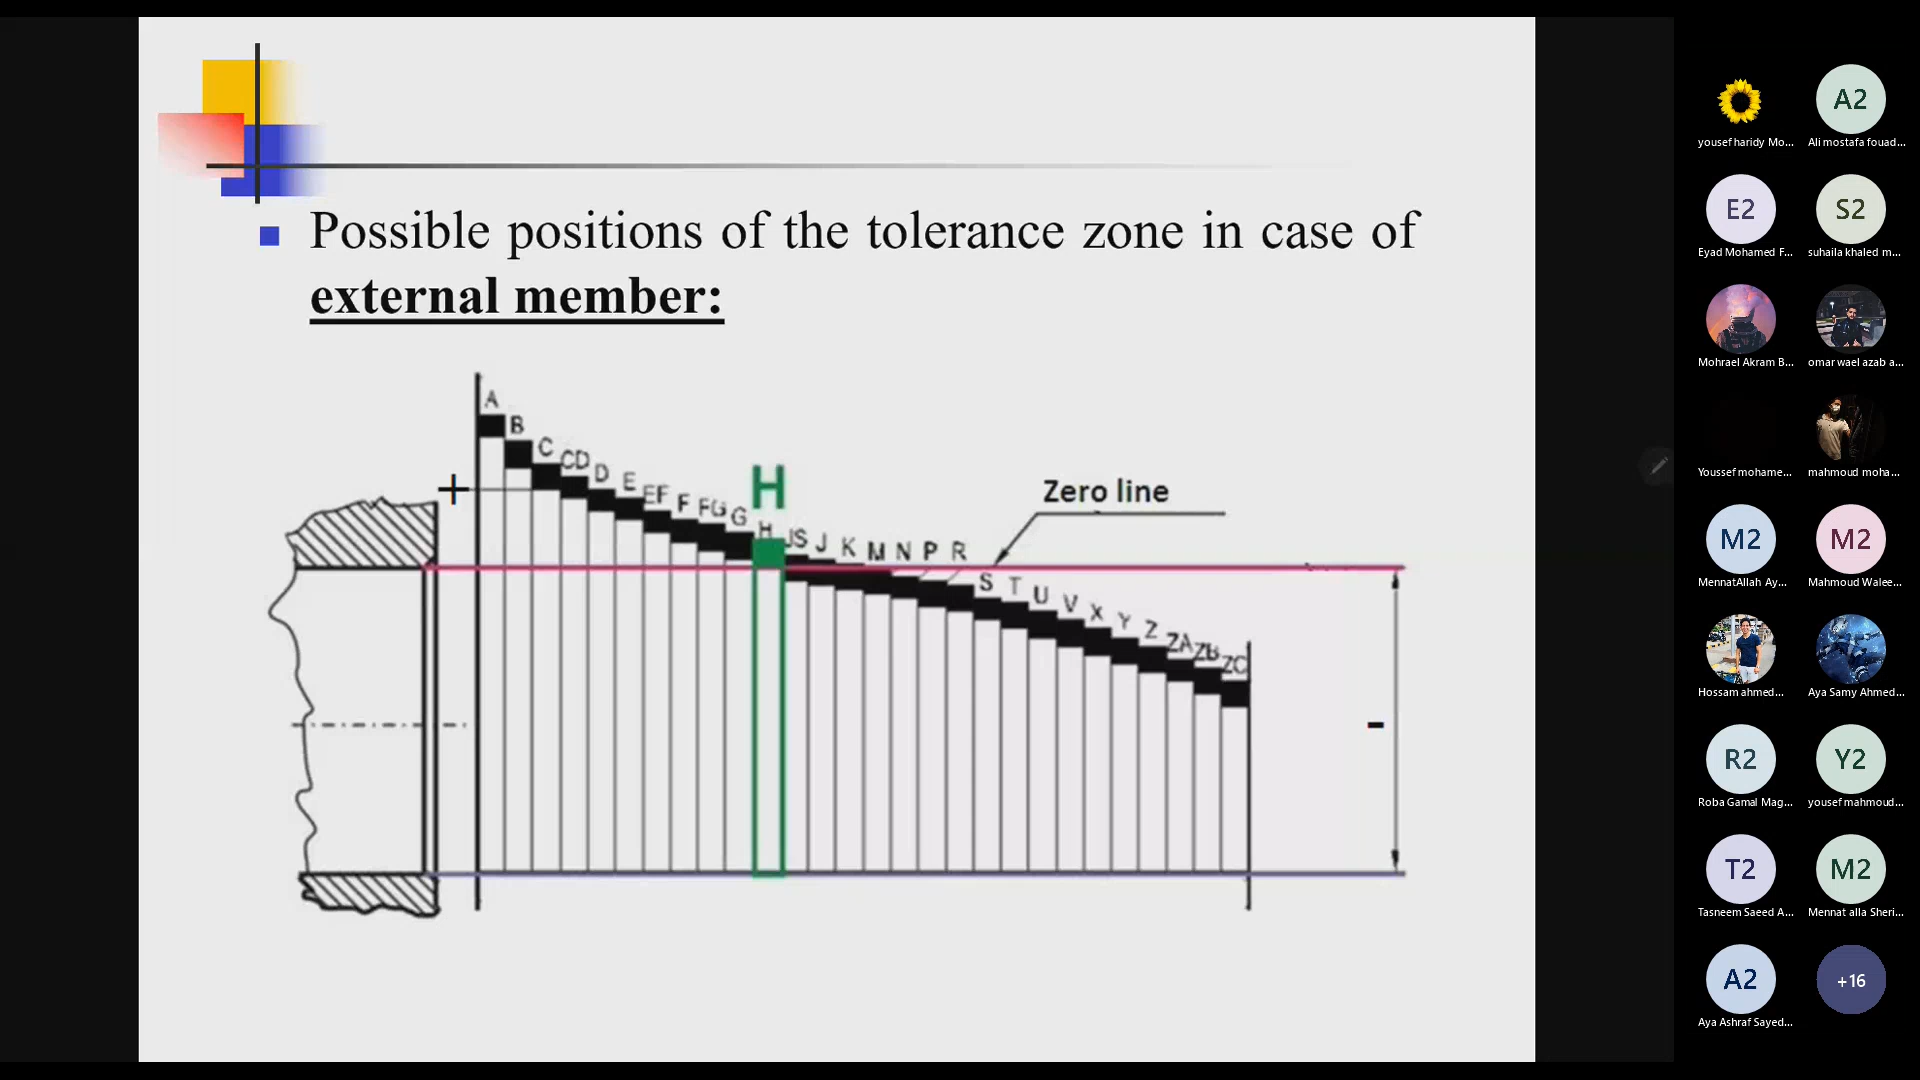 Possible positions of the tolerance zone in case of
external member:
A
B
C
CD
D
E
EF
F
FG
G
H
H
JS
J
K
M
N
P
R
S
T
U
V
X
Y
Z
ZA
ZB
ZC
Zero line
+
-
yousef haridy Mo...
A2
Ali mostafa fouad...
E2
Eyad Mohamed F...
S2
suhaila khaled m...
Mohrael Akram B...
omar wael azab a...
Youssef mohame...
mahmoud moha...
M2
MennatAllah Ay...
M2
Mahmoud Walee...
Hossam ahmed...
Aya Samy Ahmed...
R2
Roba Gamal Mag...
Y2
yousef mahmoud...
T2
Tasneem Saeed A...
M2
Mennat alla Sheri...
A2
Aya Ashraf Sayed...
+16